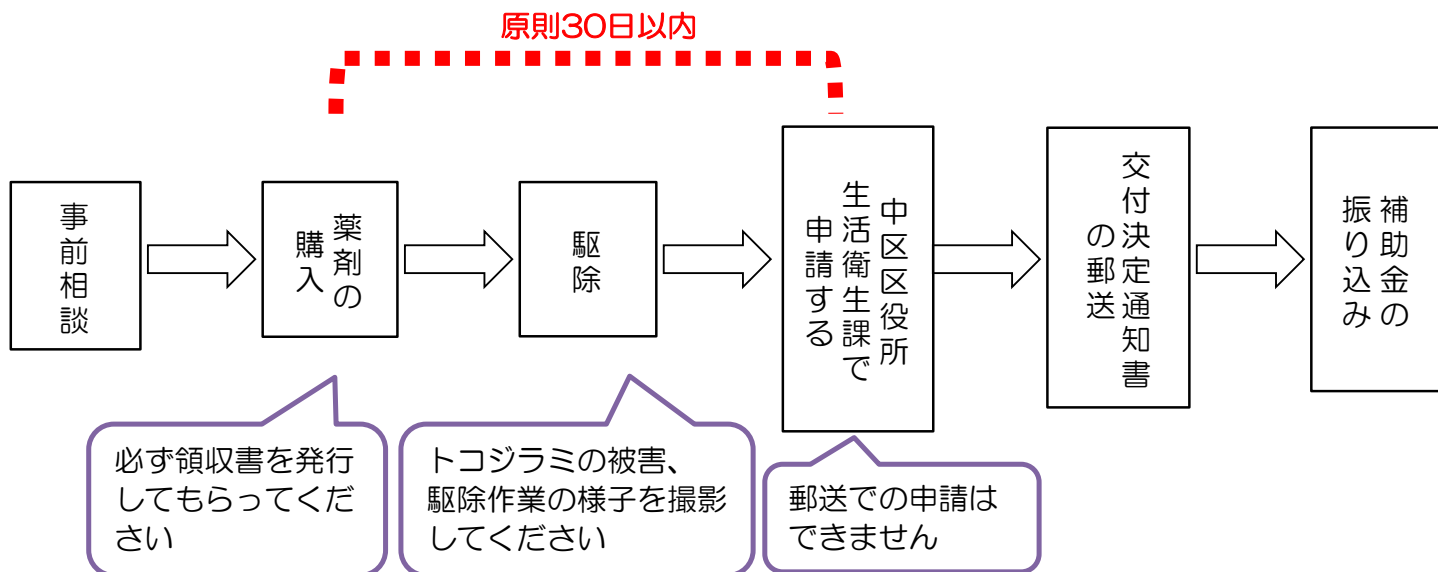 原則30日以内
事前相談
薬剤の
購入
駆除
中区区役所
生活衛生課で
申請する
交付決定通知書
の郵送
補助金の
振り込み
必ず領収書を発行
してもらってくだ
さい
トコジラミの被害、
駆除作業の様子を撮影
してください
郵送での申請は
できません